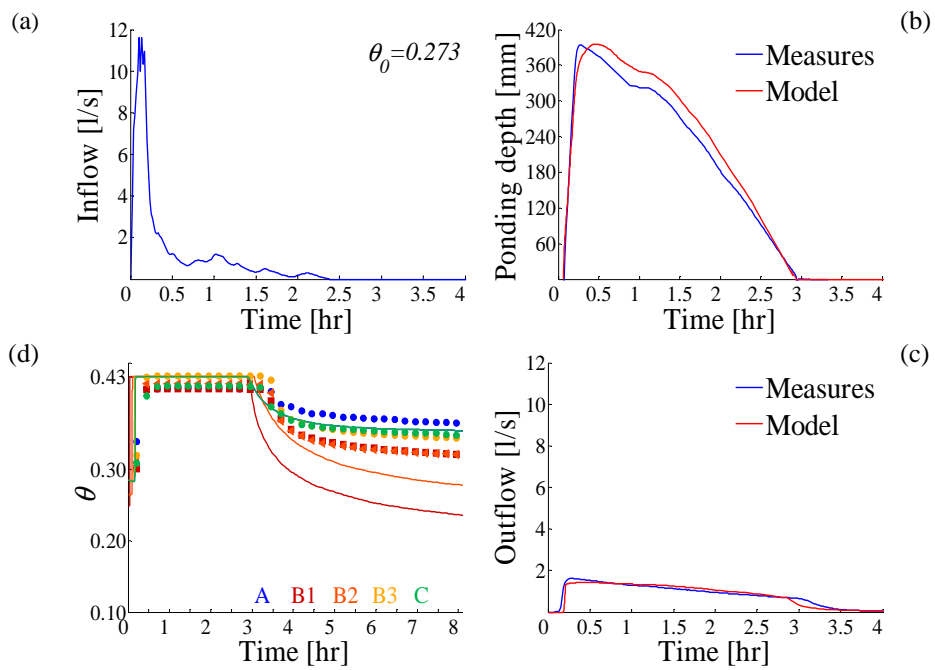 (a)
Inflow [l/s]
12
10
8
6
4
2
θ0=0.273
0 0.5 1 1.5 2 2.5 3 3.5 4
Time [hr]
(b)
Ponding depth [mm]
420
360
300
240
180
120
60
Measures
Model
0 0.5 1 1.5 2 2.5 3 3.5 4
Time [hr]
(d)
θ
0.43
0.30
0.20
0.10
A B1 B2 B3 C
0 1 2 3 4 5 6 7 8
Time [hr]
(c)
Outflow [l/s]
12
10
8
6
4
2
Measures
Model
0 0.5 1 1.5 2 2.5 3 3.5 4
Time [hr]